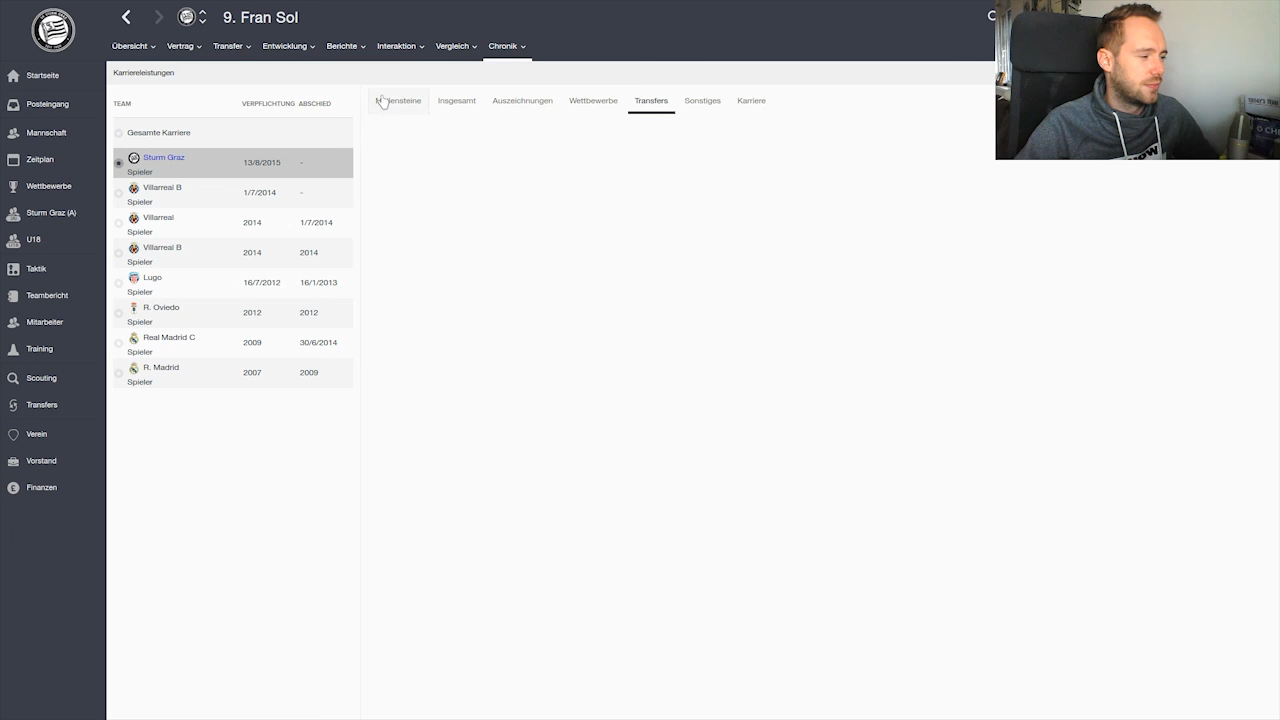 9. Fran Sol
Übersicht Vertrag Transfer Entwicklung Berichte Interaktion Vergleich Chronik
Startseite
Posteingang
Mannschaft
Zeitplan
Wettbewerbe
Sturm Graz (A)
U18
Taktik
Teambericht
Mitarbeiter
Training
Scouting
Transfers
Verein
Vorstand
Finanzen
Karriereleistungen
TEAM VERPFLICHTUNG ABSCHIED
Gesamte Karriere
Sturm Graz 13/8/2015 -
Spieler
Villarreal B 1/7/2014 -
Spieler
Villarreal 2014 1/7/2014
Spieler
Villarreal B 2014 2014
Spieler
Lugo 16/7/2012 16/1/2013
Spieler
R. Oviedo 2012 2012
Spieler
Real Madrid C 2009 30/6/2014
Spieler
R. Madrid 2007 2009
Spieler
Insgesamt Auszeichnungen Wettbewerbe Transfers Sonstiges Karriere